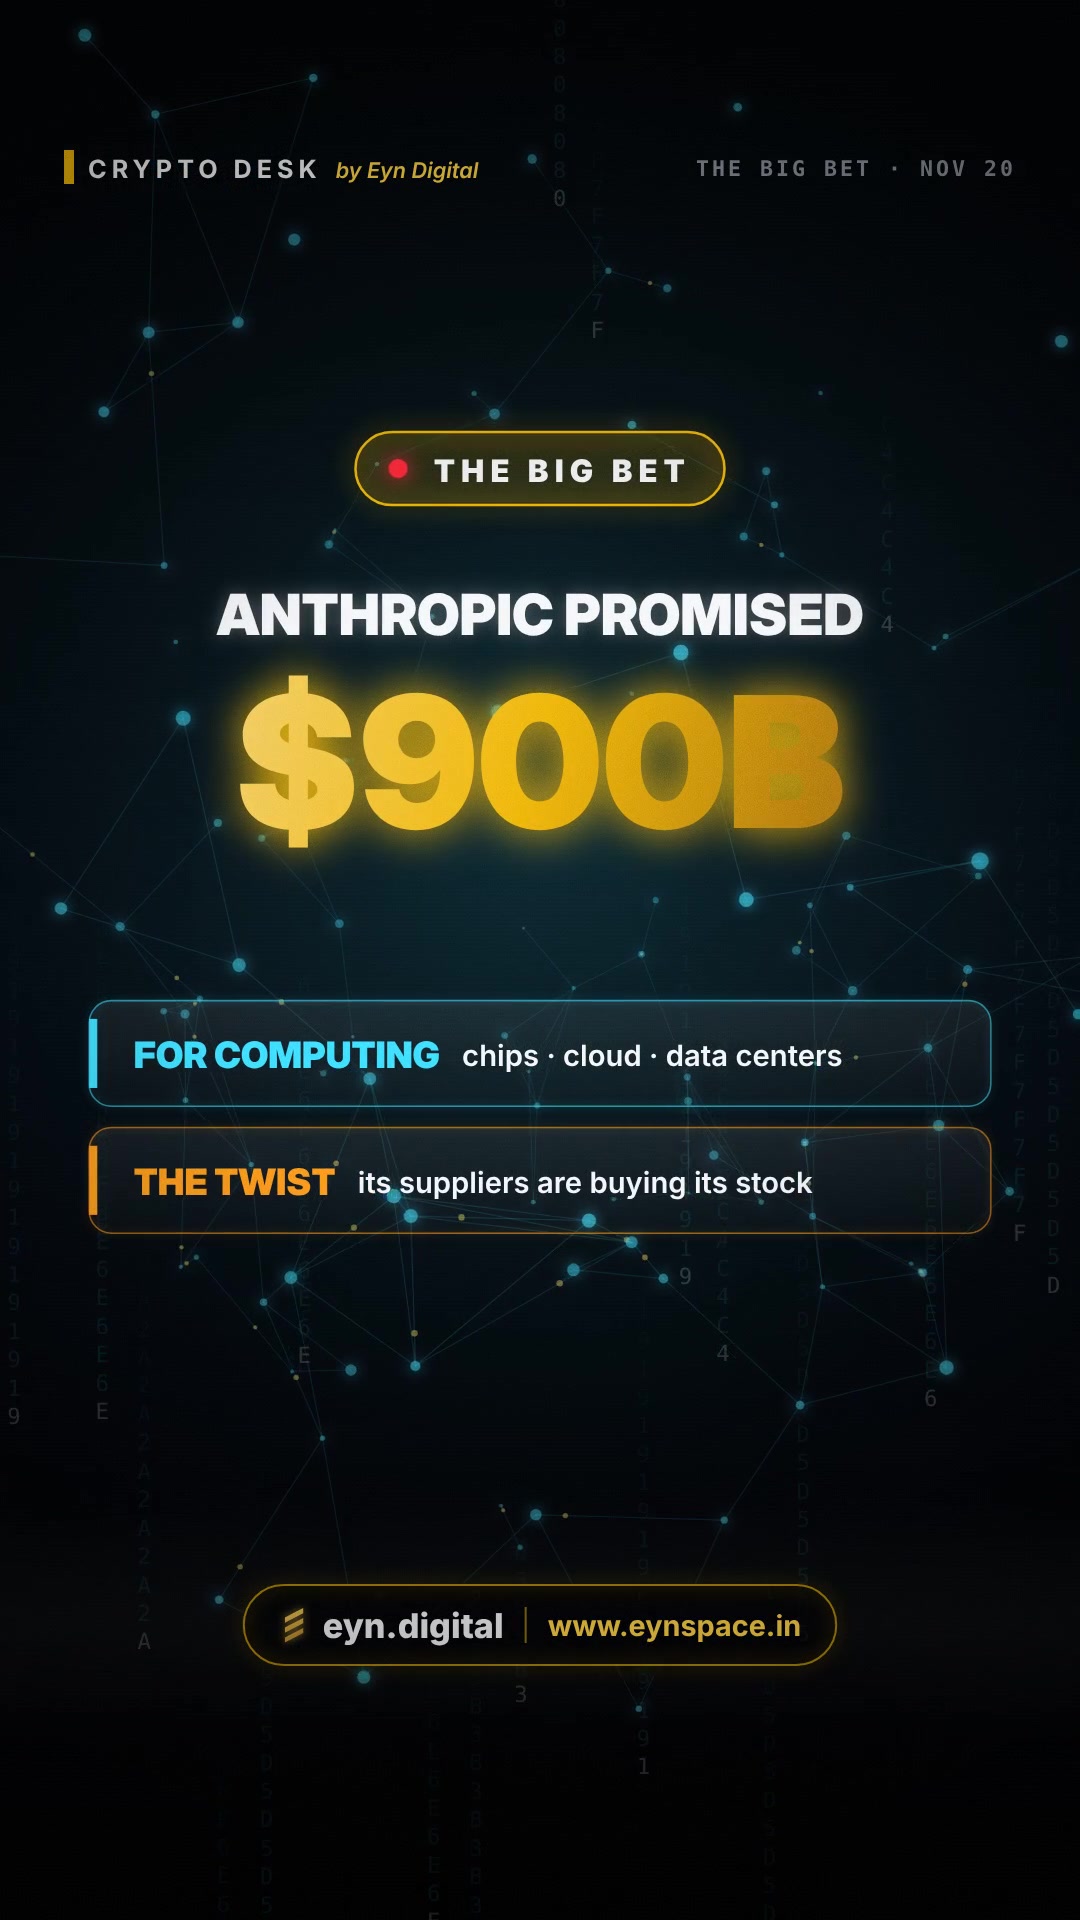 CRYPTO DESK by Eyn Digital
THE BIG BET · NOV 20
THE BIG BET
ANTHROPIC PROMISED
$900B
FOR COMPUTING chips · cloud · data centers
THE TWIST its suppliers are buying its stock
eyn.digital | www.eynspace.in